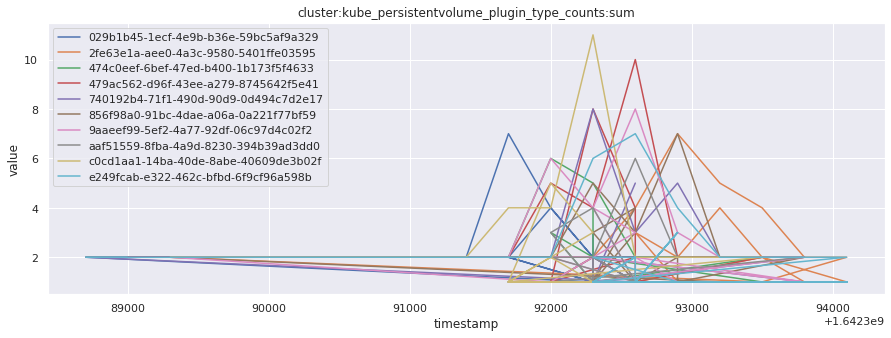 cluster:kube_persistentvolume_plugin_type_counts:sum
029b1b45-1ecf-4e9b-b36e-59bc5af9a329
2fe63e1a-aee0-4a3c-9580-5401ffe03595
474c0eef-6bef-47ed-b400-1b173f5f4633
479ac562-d96f-43ee-a279-8745642f5e41
740192b4-71f1-490d-90d9-0d494c7d2e17
856f98a0-91bc-4dae-a06a-0a221f77bf59
9aaeef99-5ef2-4a77-92df-06c97d4c02f2
aaf51559-8fba-4a9d-8230-394b39ad3dd0
c0cd1aa1-14ba-40de-8abe-40609de3b02f
e249fcab-e322-462c-bfbd-6f9cf96a598b
value
10
8
6
4
2
89000 90000 91000 92000 93000 94000
timestamp
+1.6423e9